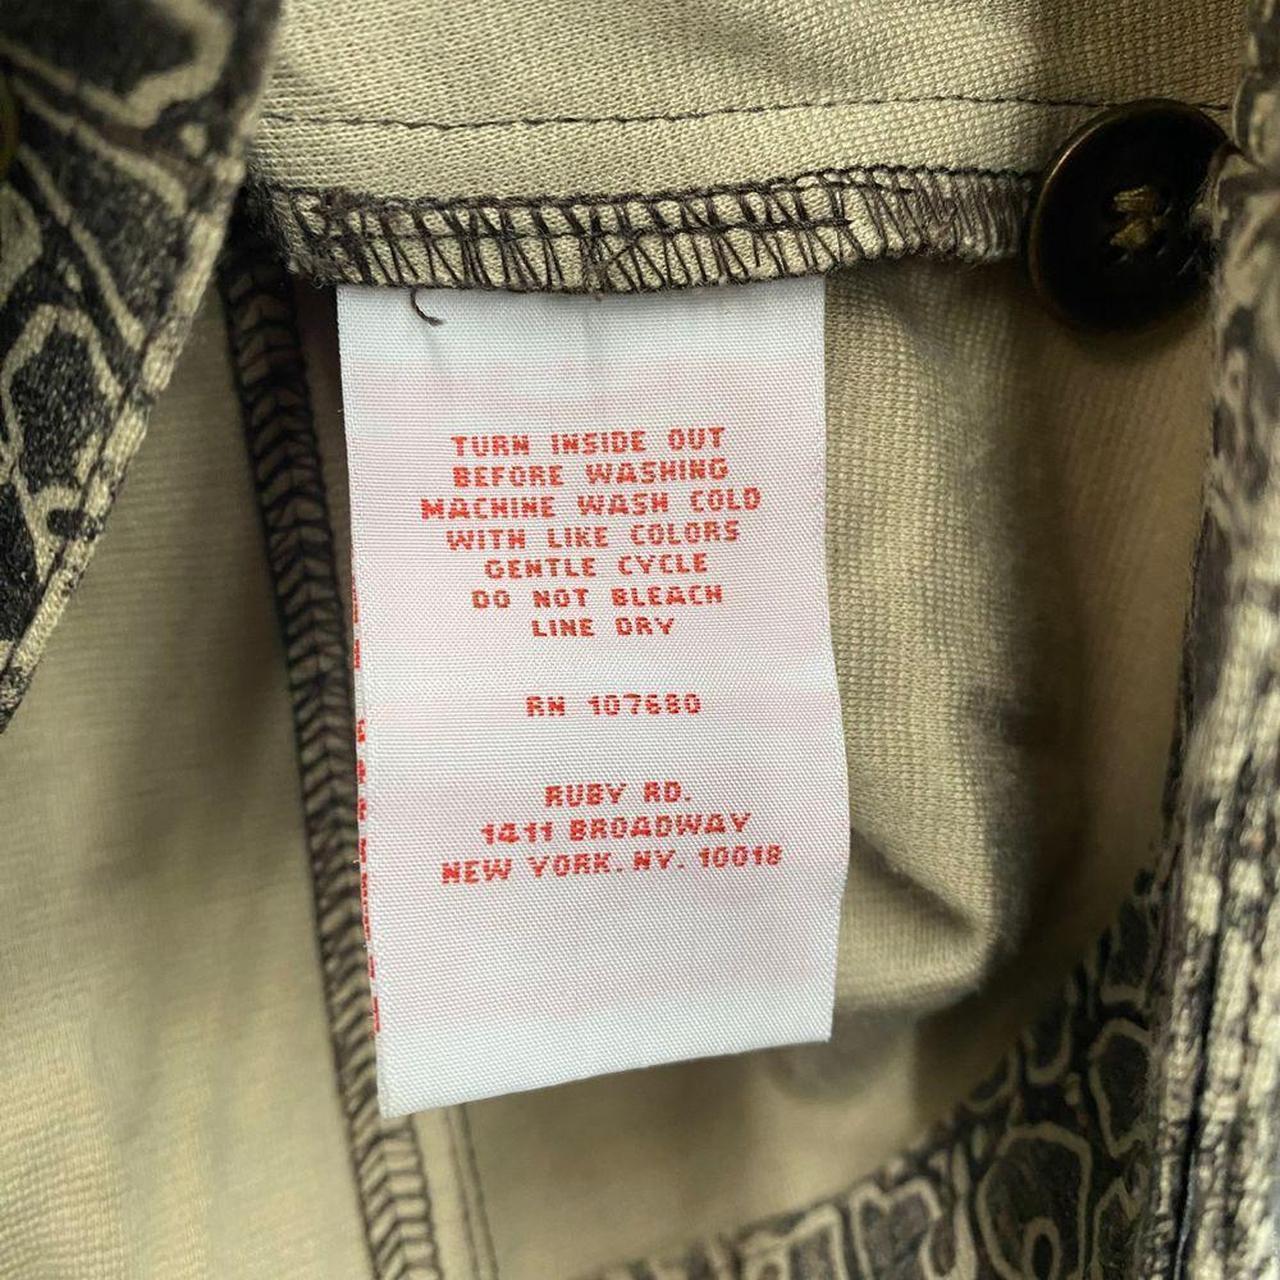 TURN INSIDE OUT
BEFORE WASHING
MACHINE WASH COLD
WITH LIKE COLORS
GENTLE CYCLE
DO NOT BLEACH
LINE DRY
RN 107680
RUBY RD.
1411 BROADWAY
NEW YORK. NY. 10018